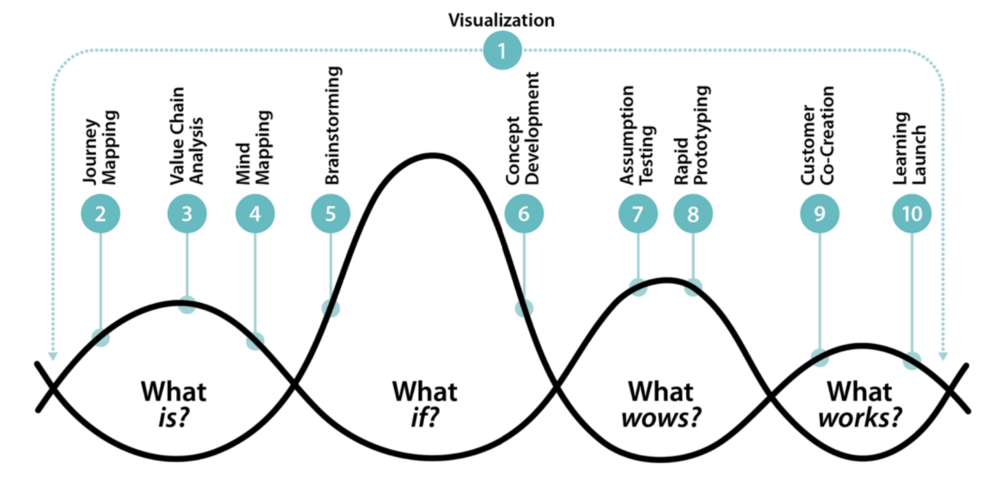 Visualization
1
Journey
Mapping
2
Value Chain
Analysis
3
Mind
Mapping
4
Brainstorming
5
Concept
Development
6
Assumption
Testing
7
Rapid
Prototyping
8
Customer
Co-Creation
9
Learning
Launch
10
What
is?
What
if?
What
wows?
What
works?